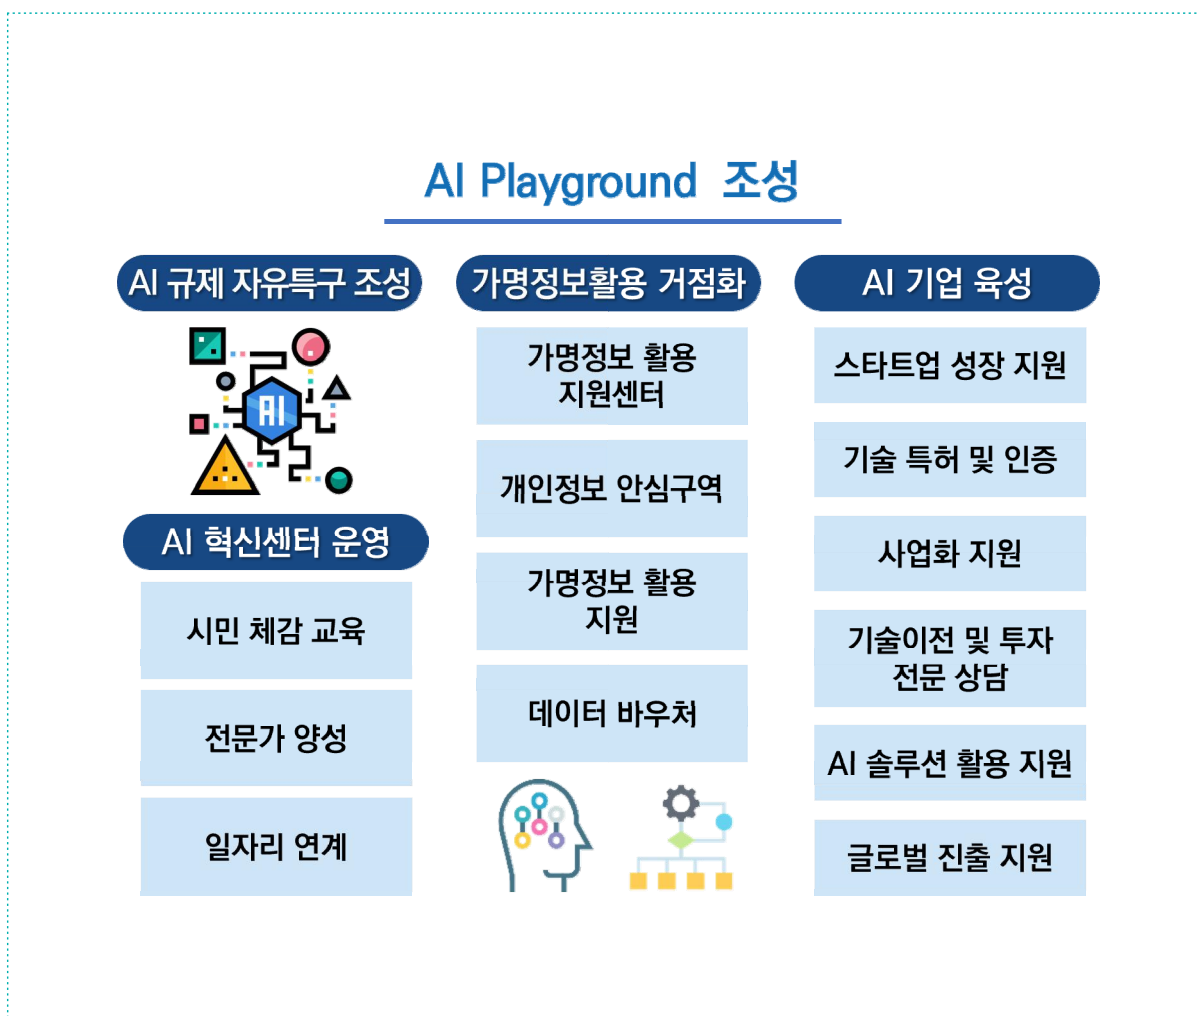 AI Playground 조성
AI 규제 자유특구 조성
AI
AI 혁신센터 운영
시민 체감 교육
전문가 양성
일자리 연계
가명정보활용 거점화
가명정보 활용
지원센터
개인정보 안심구역
가명정보 활용
지원
데이터 바우처
AI 기업 육성
스타트업 성장 지원
기술 특허 및 인증
사업화 지원
기술이전 및 투자
전문 상담
AI 솔루션 활용 지원
글로벌 진출 지원